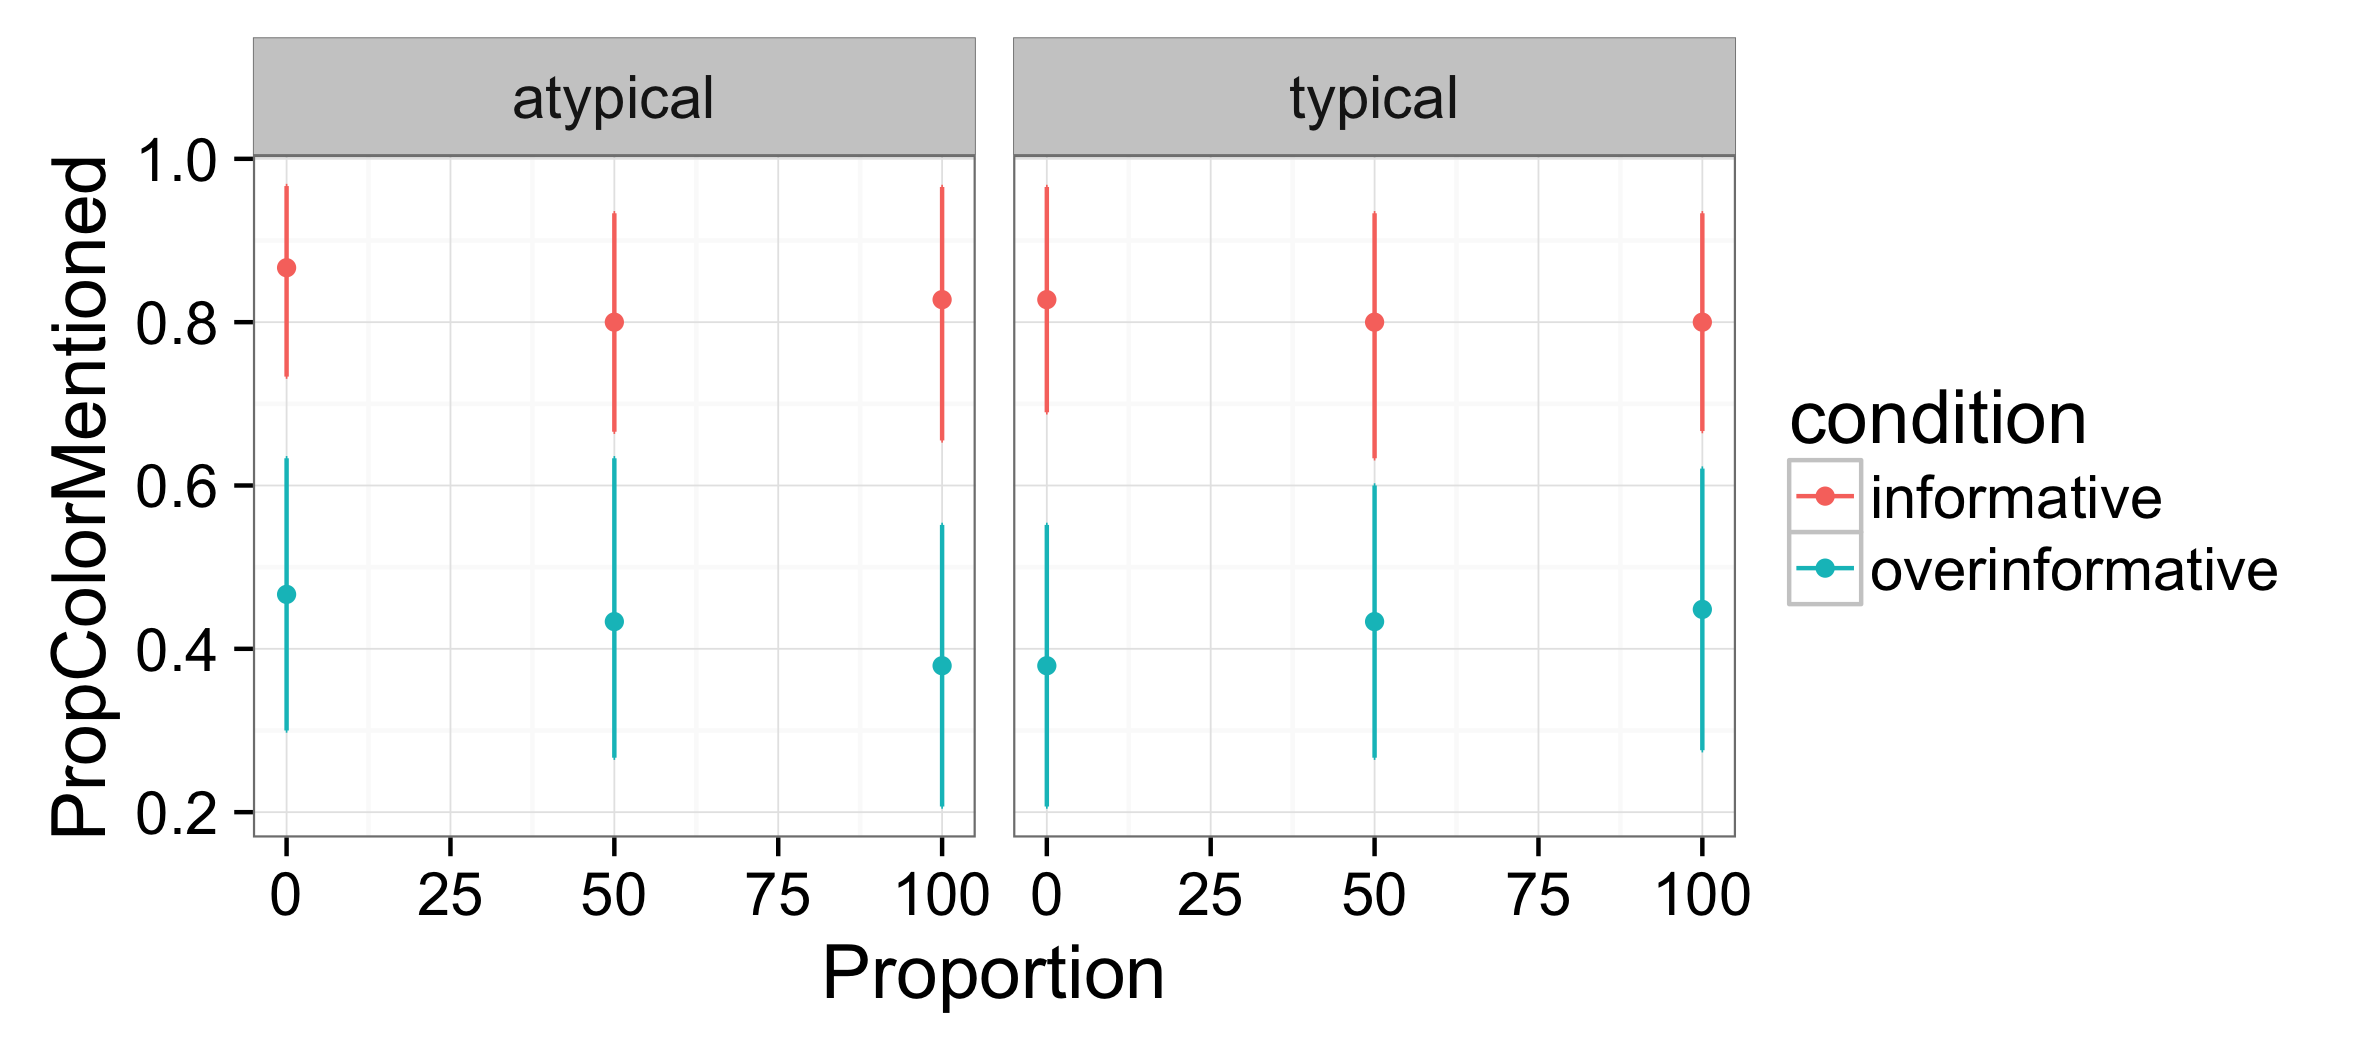 atypical
typical
PropColorMentioned
1.0
0.8
0.6
0.4
0.2
0 25 50 75 100 0 25 50 75 100
Proportion
condition
informative
overinformative